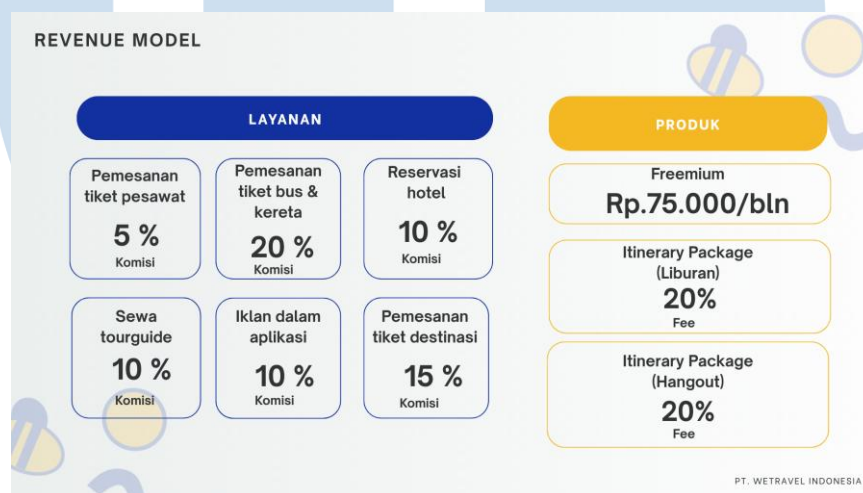 REVENUE MODEL
LAYANAN
Pemesanan
tiket pesawat
5 %
Komisi
Pemesanan
tiket bus &
kereta
20 %
Komisi
Reservasi
hotel
10 %
Komisi
Sewa
tourguide
10 %
Komisi
Iklan dalam
aplikasi
10 %
Komisi
Pemesanan
tiket destinasi
15 %
Komisi
PRODUK
Freemium
Rp.75.000/bln
Itinerary Package
(Liburan)
20%
Fee
Itinerary Package
(Hangout)
20%
Fee
PT. WETRAVEL INDONESIA